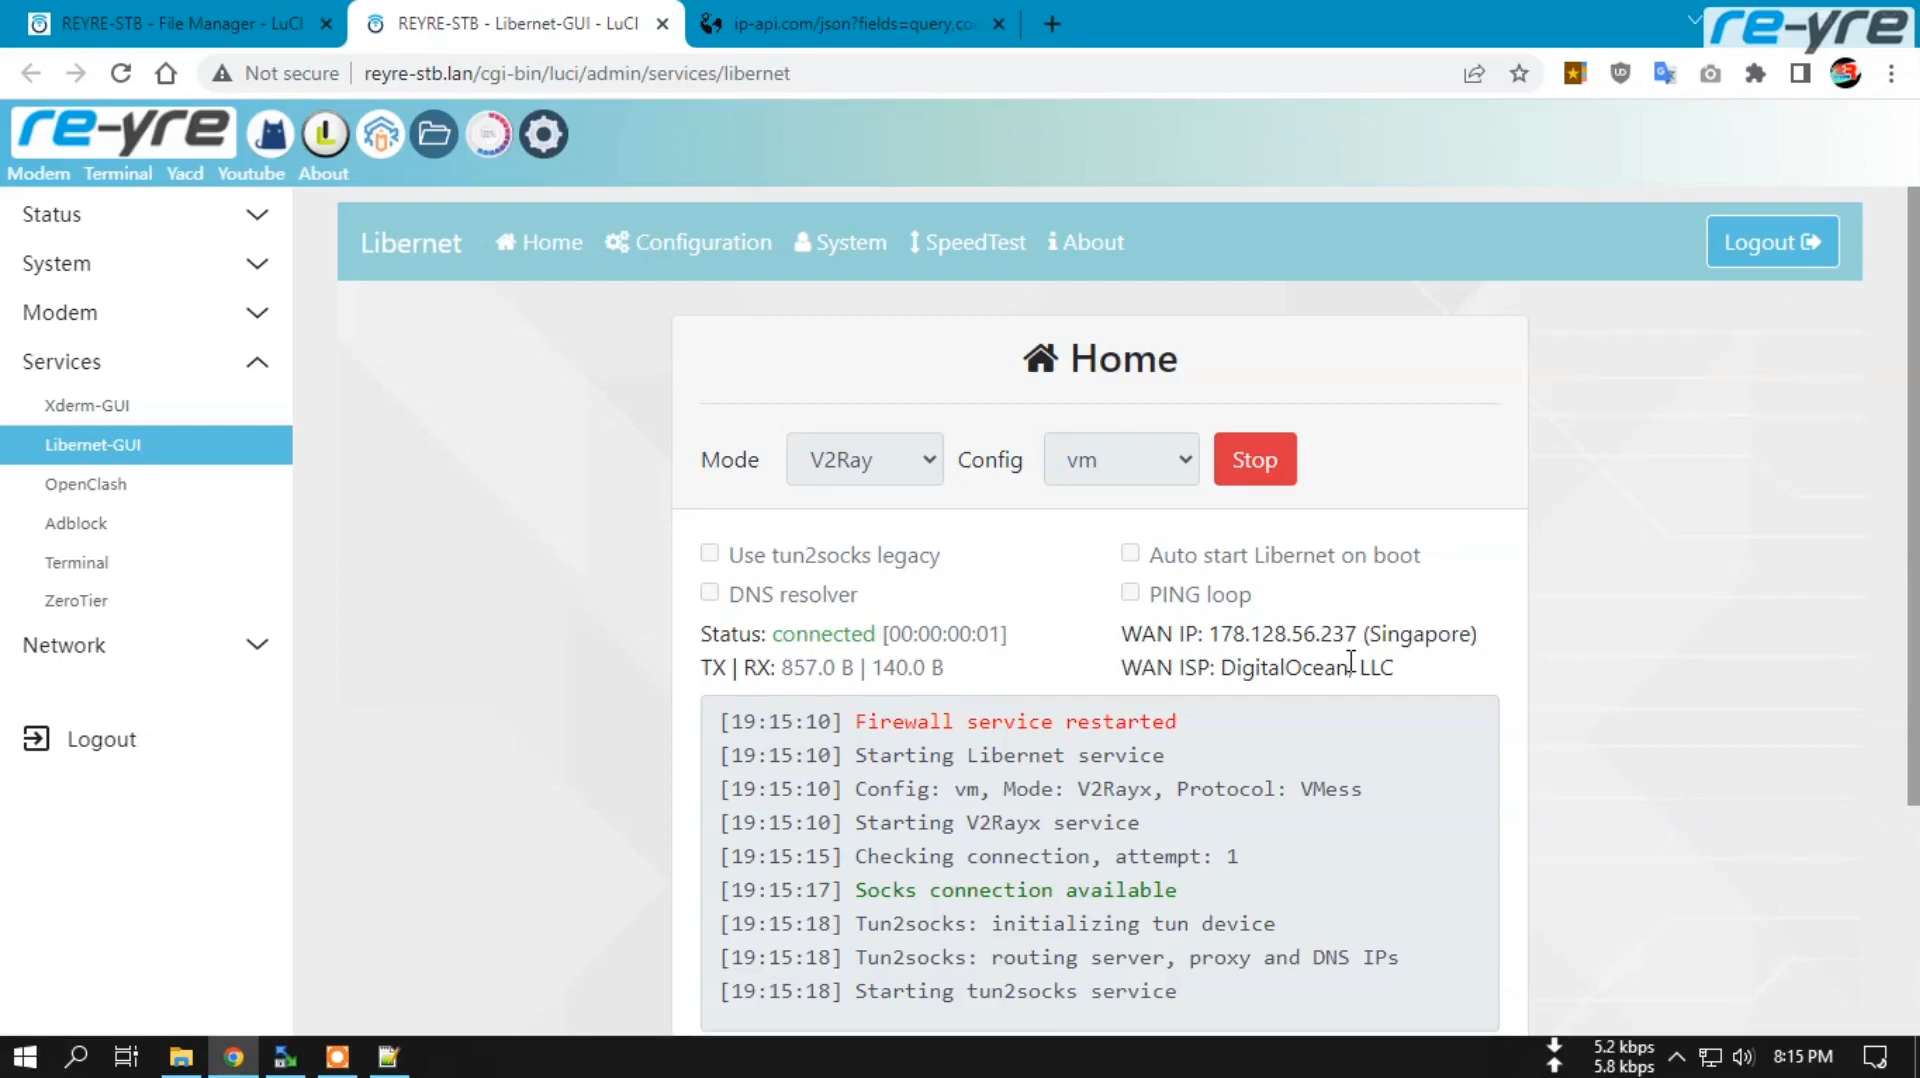 REYRE-STB - File Manager - LuCI
REYRE-STB - Libernet-GUI - LuCI
ip-api.com/json?fields=query,co
re-yre
Not secure
reyre-stb.lan/cgi-bin/luci/admin/services/libernet
re-yre
Modem Terminal Yacd Youtube About
Status
System
Modem
Services
Xderm-GUI
Libernet-GUI
OpenClash
Adblock
Terminal
ZeroTier
Network
Logout
Libernet Home Configuration System SpeedTest About
Logout
Home
Mode V2Ray Config vm Stop
Use tun2socks legacy
Auto start Libernet on boot
DNS resolver
PING loop
Status: connected [00:00:00:01]
WAN IP: 178.128.56.237 (Singapore)
TX | RX: 857.0 B | 140.0 B
WAN ISP: DigitalOcean, LLC
[19:15:10] Firewall service restarted
[19:15:10] Starting Libernet service
[19:15:10] Config: vm, Mode: V2Rayx, Protocol: VMess
[19:15:10] Starting V2Rayx service
[19:15:15] Checking connection, attempt: 1
[19:15:17] Socks connection available
[19:15:18] Tun2socks: initializing tun device
[19:15:18] Tun2socks: routing server, proxy and DNS IPs
[19:15:18] Starting tun2socks service
5.2 kbps
5.8 kbps
8:15 PM